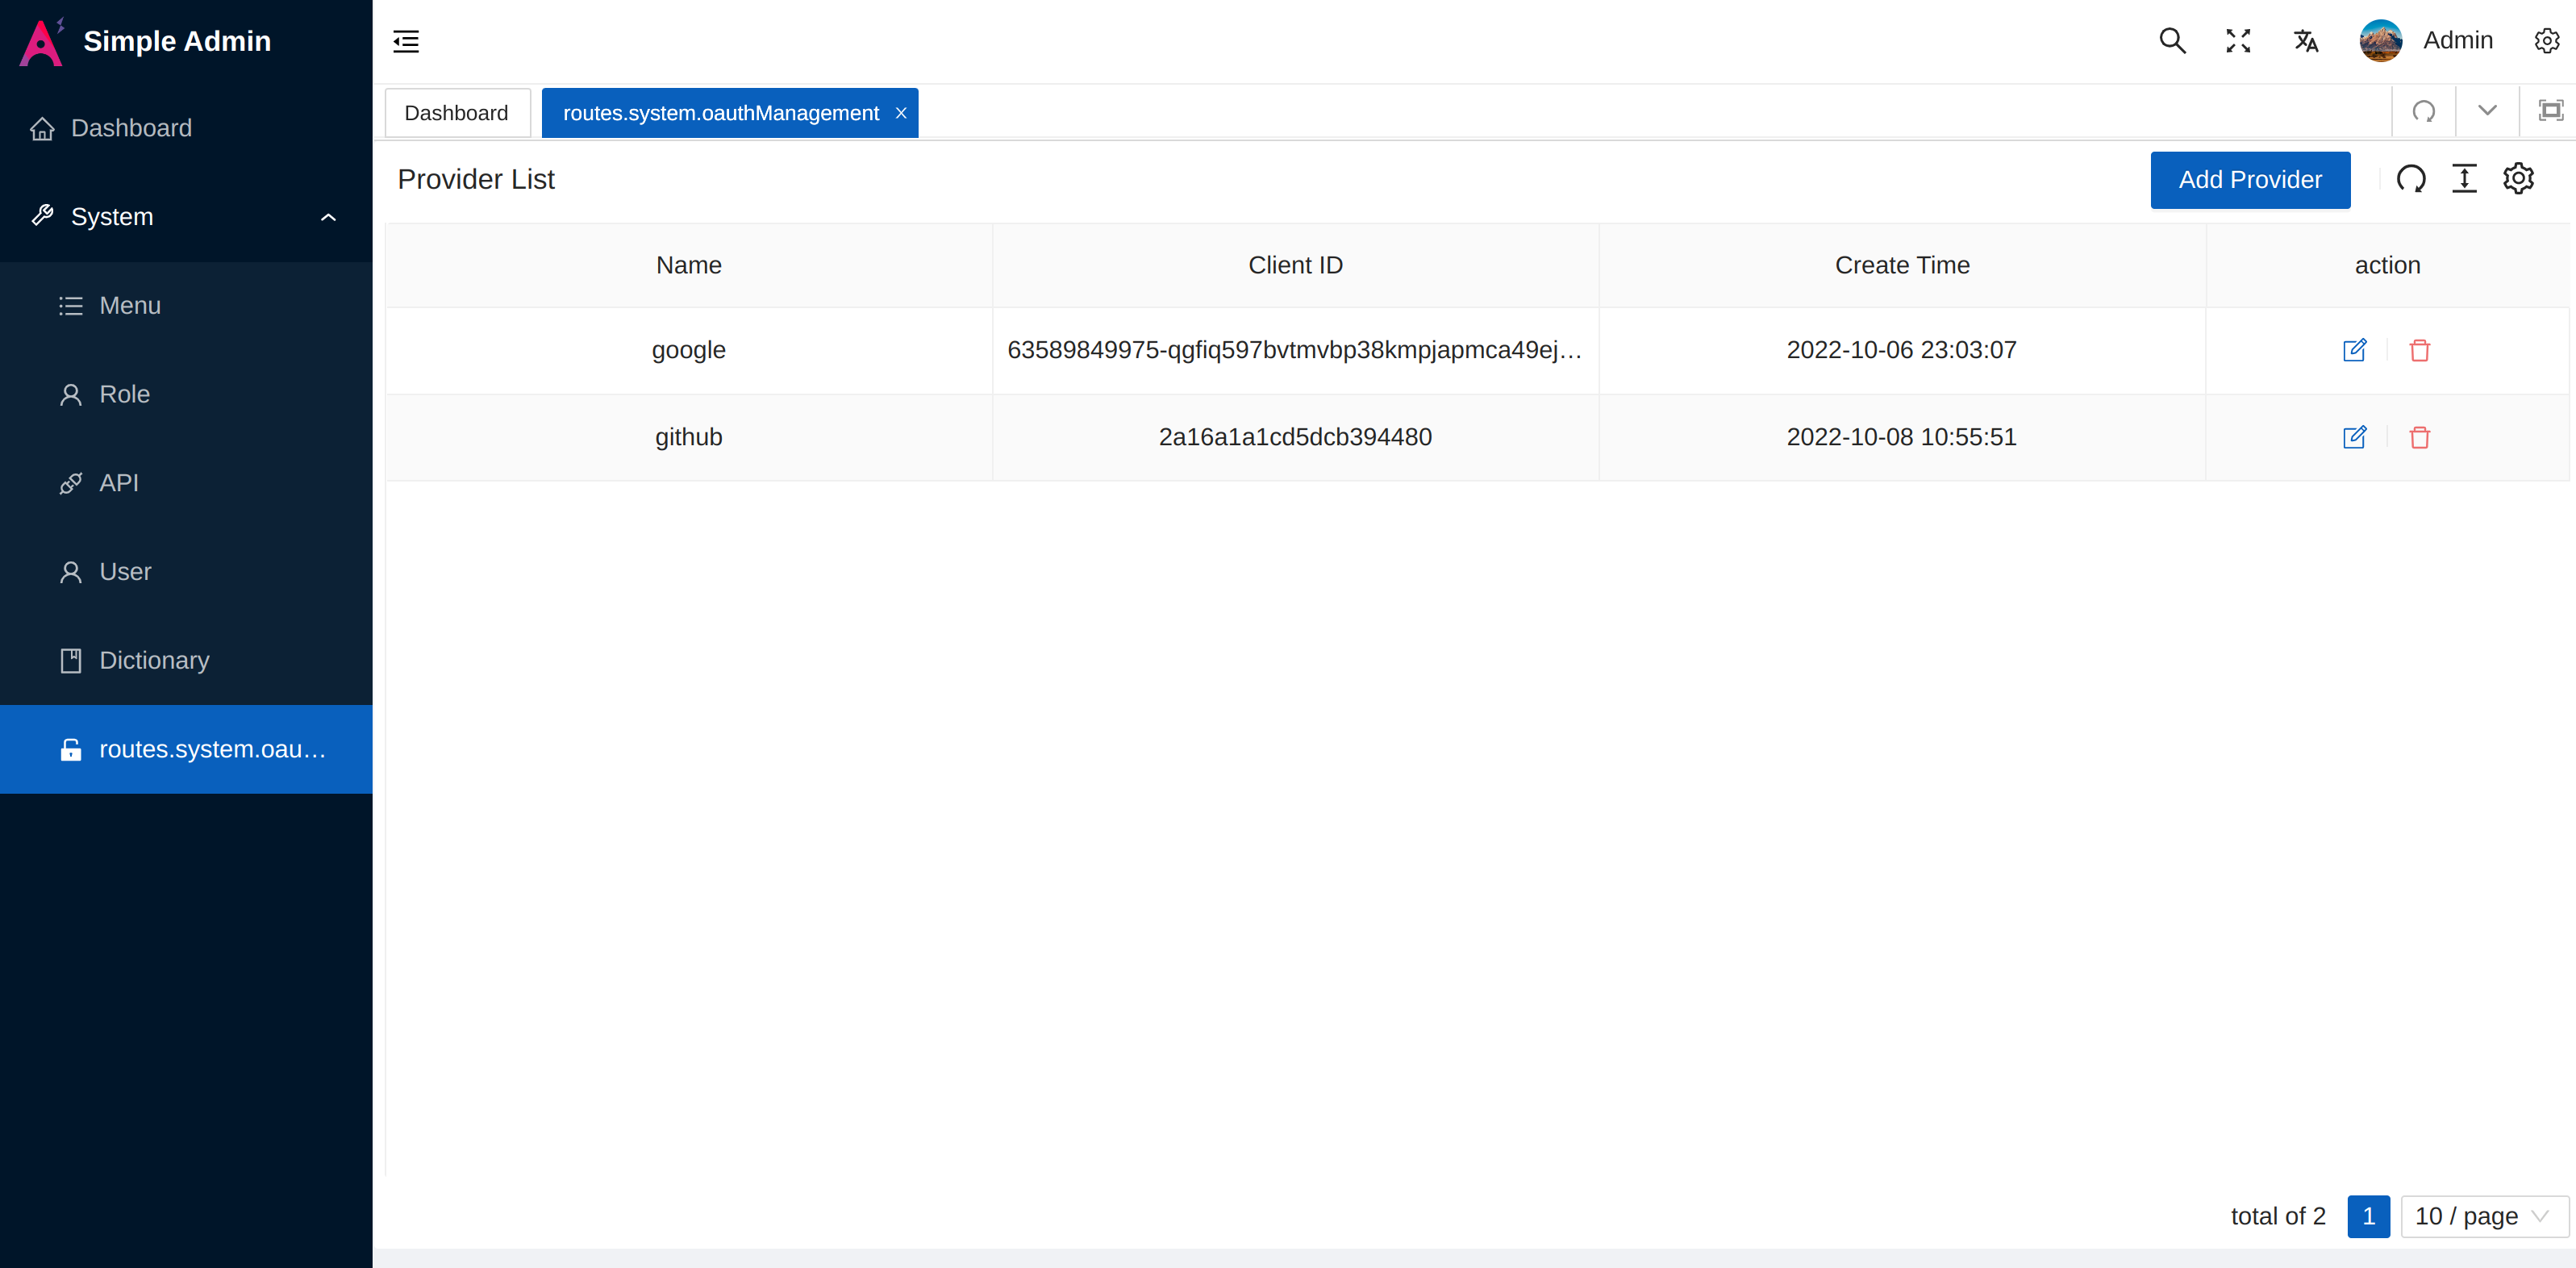 Simple Admin
Dashboard
System
Menu
Role
API
User
Dictionary
routes.system.oau…
Admin
Dashboard
routes.system.oauthManagement
Provider List
Add Provider
Name Client ID Create Time action
google 63589849975-qgfiq597bvtmvbp38kmpjapmca49ej… 2022-10-06 23:03:07
github 2a16a1a1cd5dcb394480 2022-10-08 10:55:51
total of 2 1 10 / page